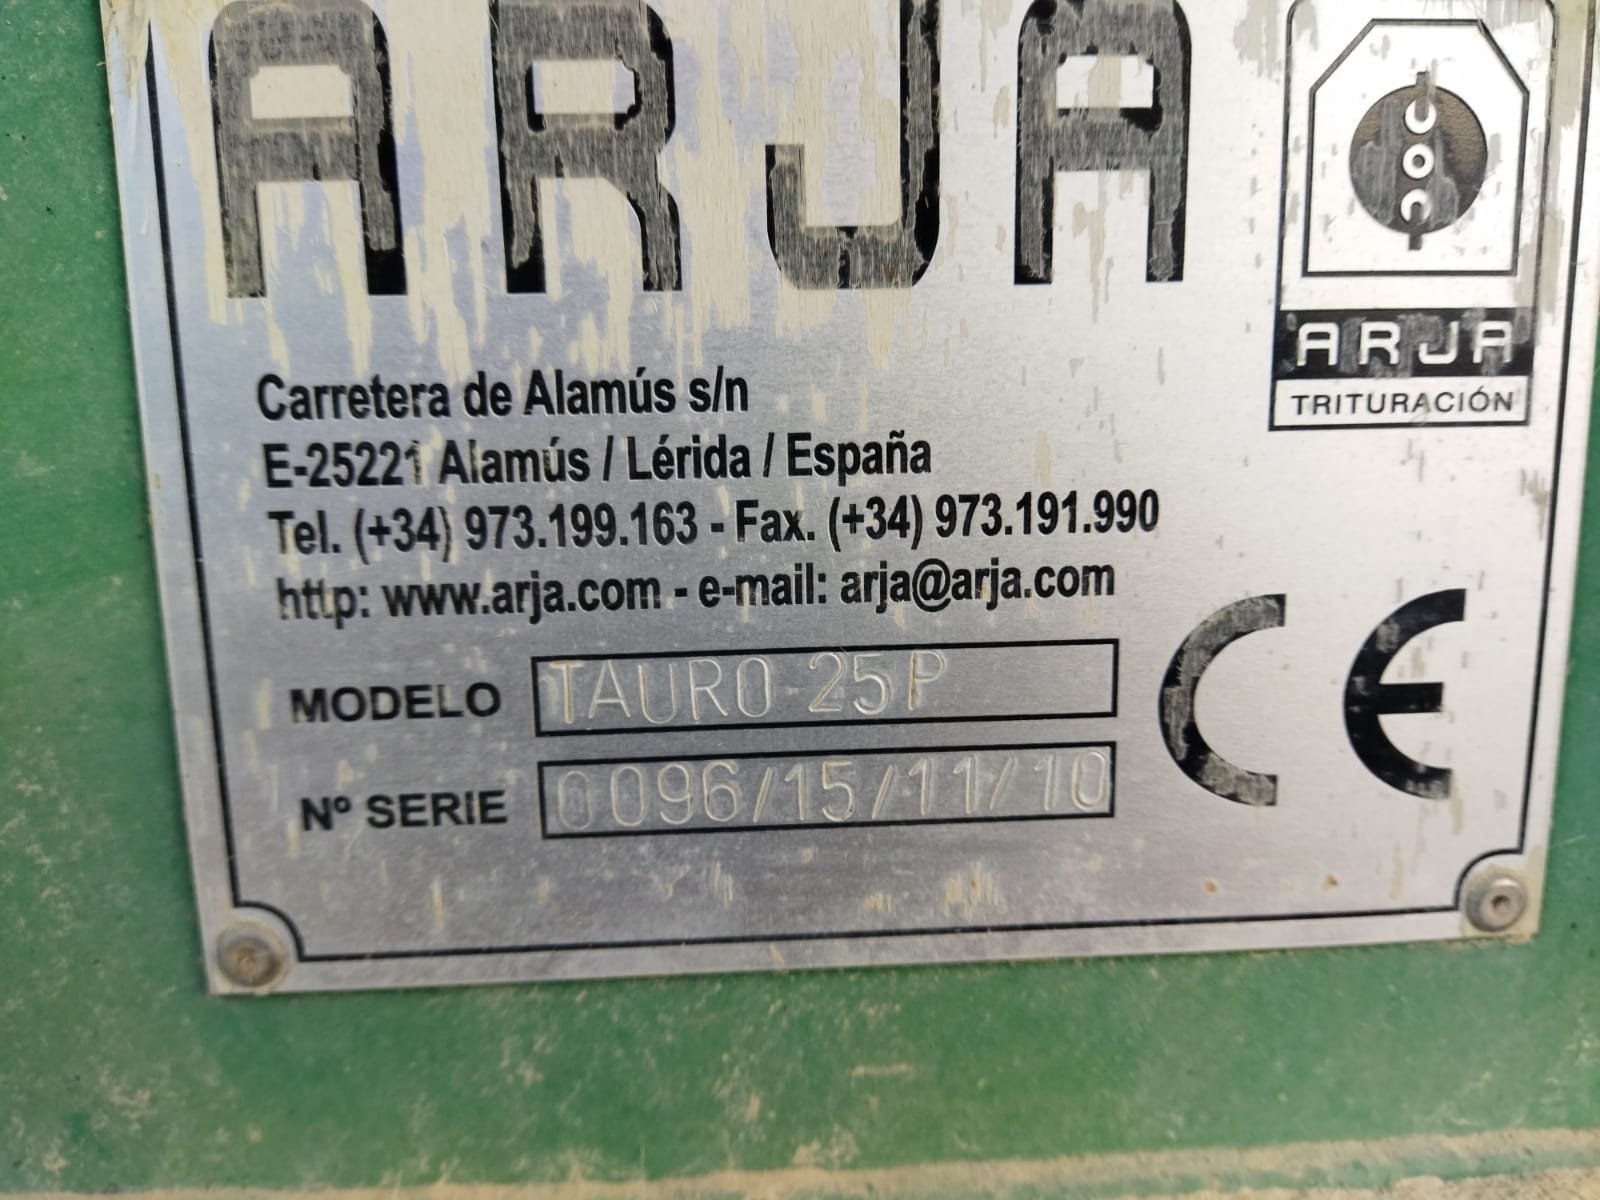 ARJA
ARJA
TRITURACIÓN
Carretera de Alamús s/n
E-25221 Alamús / Lérida / España
Tel. (+34) 973.199.163 - Fax. (+34) 973.191.990
http: www.arja.com - e-mail: arja@arja.com
MODELO TAURO-25P
Nº SERIE 0096/15/11/10
CE